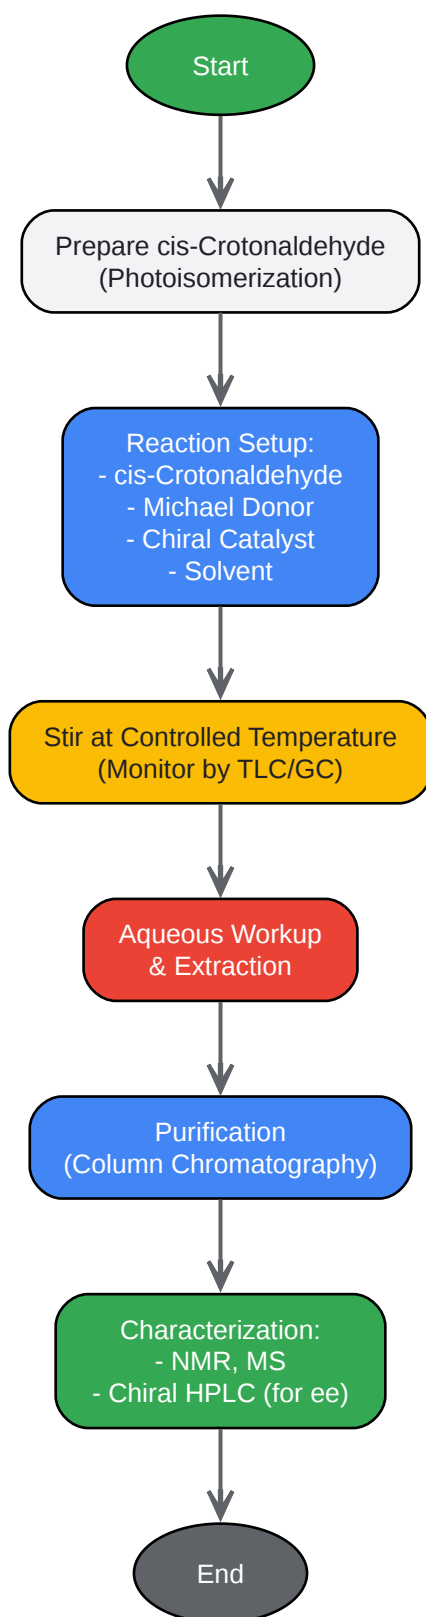 Start
Prepare cis-Crotonaldehyde
(Photoisomerization)
Reaction Setup:
- cis-Crotonaldehyde
- Michael Donor
- Chiral Catalyst
- Solvent
Stir at Controlled Temperature
(Monitor by TLC/GC)
Aqueous Workup
& Extraction
Purification
(Column Chromatography)
Characterization:
- NMR, MS
- Chiral HPLC (for ee)
End